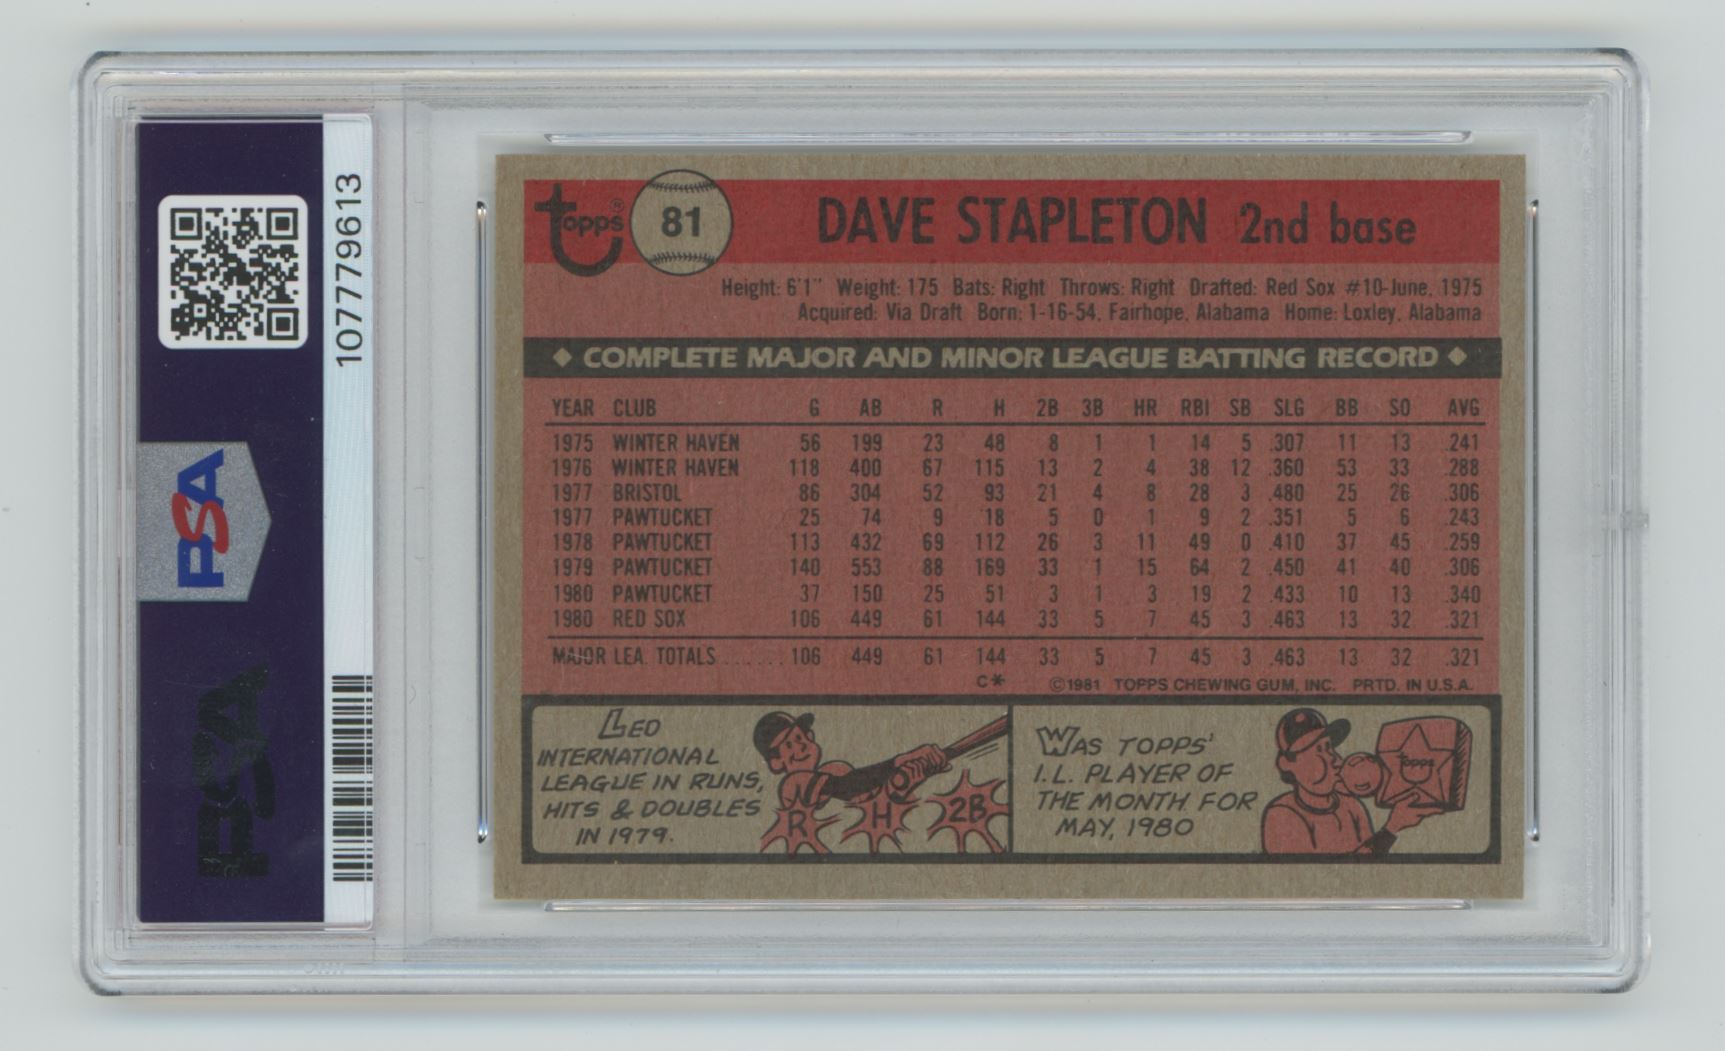 107779613
PSA
PSA
topps®
81
DAVE STAPLETON 2nd base
Height: 6'1" Weight: 175 Bats: Right Throws: Right Drafted: Red Sox #10-June, 1975
Acquired: Via Draft Born: 1-16-54, Fairhope, Alabama Home: Loxley, Alabama
◆ COMPLETE MAJOR AND MINOR LEAGUE BATTING RECORD ◆
YEAR CLUB G AB R H 2B 3B HR RBI SB SLG BB SO AVG
1975 WINTER HAVEN 56 199 23 48 8 1 1 14 5 .307 11 13 .241
1976 WINTER HAVEN 118 400 67 115 13 2 4 38 12 .360 53 33 .288
1977 BRISTOL 86 304 52 93 21 4 8 28 3 .480 25 26 .306
1977 PAWTUCKET 25 74 9 18 5 0 1 9 2 .351 5 6 .243
1978 PAWTUCKET 113 432 69 112 26 3 11 49 0 .410 37 45 .259
1979 PAWTUCKET 140 553 88 169 33 1 15 64 2 .450 41 40 .306
1980 PAWTUCKET 37 150 25 51 3 1 3 19 2 .433 10 13 .340
1980 RED SOX 106 449 61 144 33 5 7 45 3 .463 13 32 .321
MAJOR LEA. TOTALS ....... 106 449 61 144 33 5 7 45 3 .463 13 32 .321
C* ©1981 TOPPS CHEWING GUM, INC. PRTD. IN U.S.A.
LED
INTERNATIONAL
LEAGUE IN RUNS,
HITS & DOUBLES
IN 1979.
R H 2B
WAS TOPPS'
I.L. PLAYER OF
THE MONTH FOR
MAY, 1980
topps